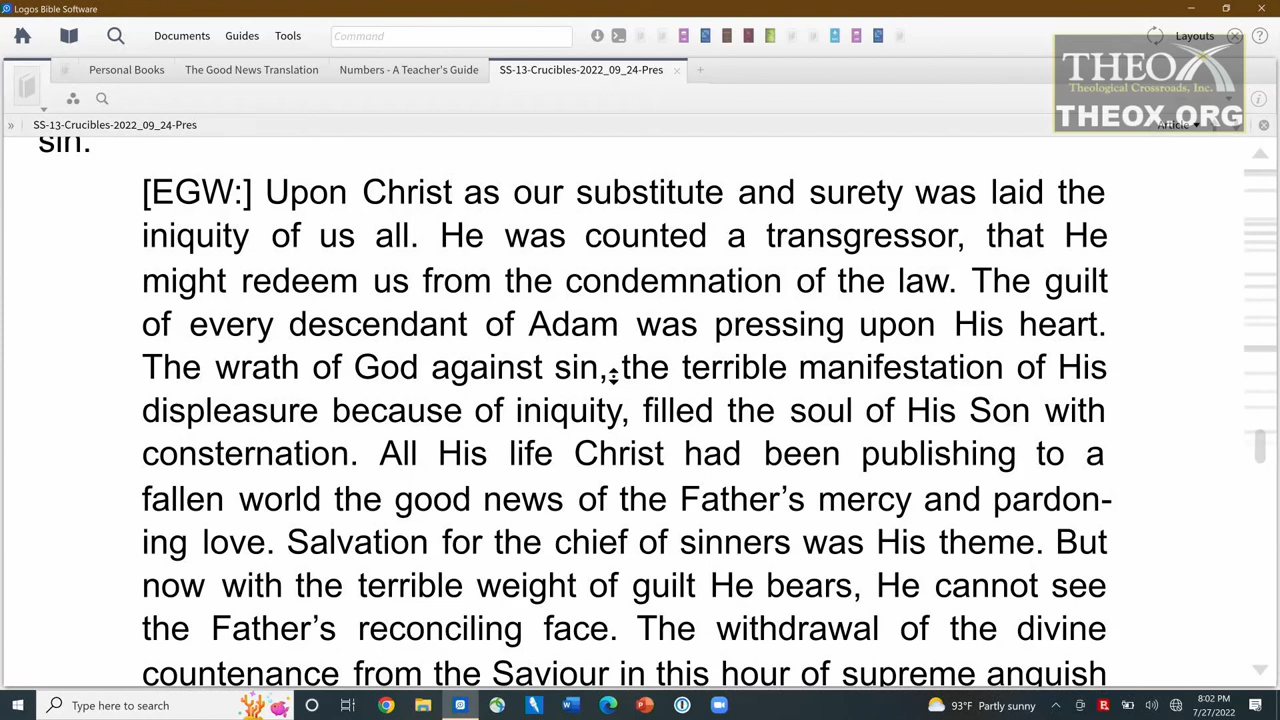 Logos Bible Software
Documents Guides Tools Command Layouts
THEOX
Theological Crossroads, Inc.
THEOX.ORG
Personal Books The Good News Translation Numbers - A Teacher's Guide SS-13-Crucibles-2022_09_24-Pres
SS-13-Crucibles-2022_09_24-Pres Article
sin.
[EGW:] Upon Christ as our substitute and surety was laid the
iniquity of us all. He was counted a transgressor, that He
might redeem us from the condemnation of the law. The guilt
of every descendant of Adam was pressing upon His heart.
The wrath of God against sin, the terrible manifestation of His
displeasure because of iniquity, filled the soul of His Son with
consternation. All His life Christ had been publishing to a
fallen world the good news of the Father’s mercy and pardon-
ing love. Salvation for the chief of sinners was His theme. But
now with the terrible weight of guilt He bears, He cannot see
the Father’s reconciling face. The withdrawal of the divine
countenance from the Saviour in this hour of supreme anguish
Type here to search 93°F Partly sunny 8:02 PM
7/27/2022